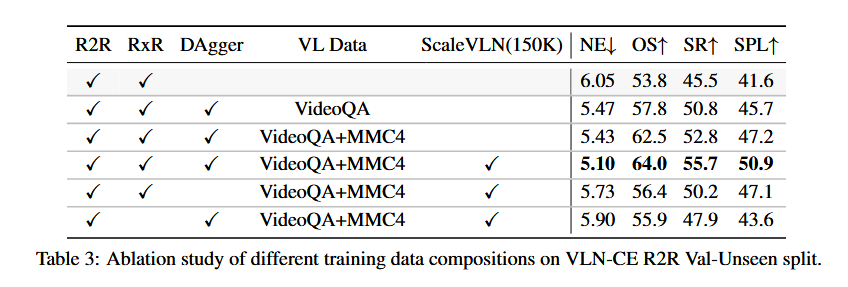 R2R RxR DAgger VL Data ScaleVLN(150K) NE↓ OS↑ SR↑ SPL↑
✓ ✓ 6.05 53.8 45.5 41.6
✓ ✓ ✓ VideoQA 5.47 57.8 50.8 45.7
✓ ✓ ✓ VideoQA+MMC4 5.43 62.5 52.8 47.2
✓ ✓ ✓ VideoQA+MMC4 ✓ 5.10 64.0 55.7 50.9
✓ ✓ VideoQA+MMC4 ✓ 5.73 56.4 50.2 47.1
✓ ✓ VideoQA+MMC4 ✓ 5.90 55.9 47.9 43.6
Table 3: Ablation study of different training data compositions on VLN-CE R2R Val-Unseen split.